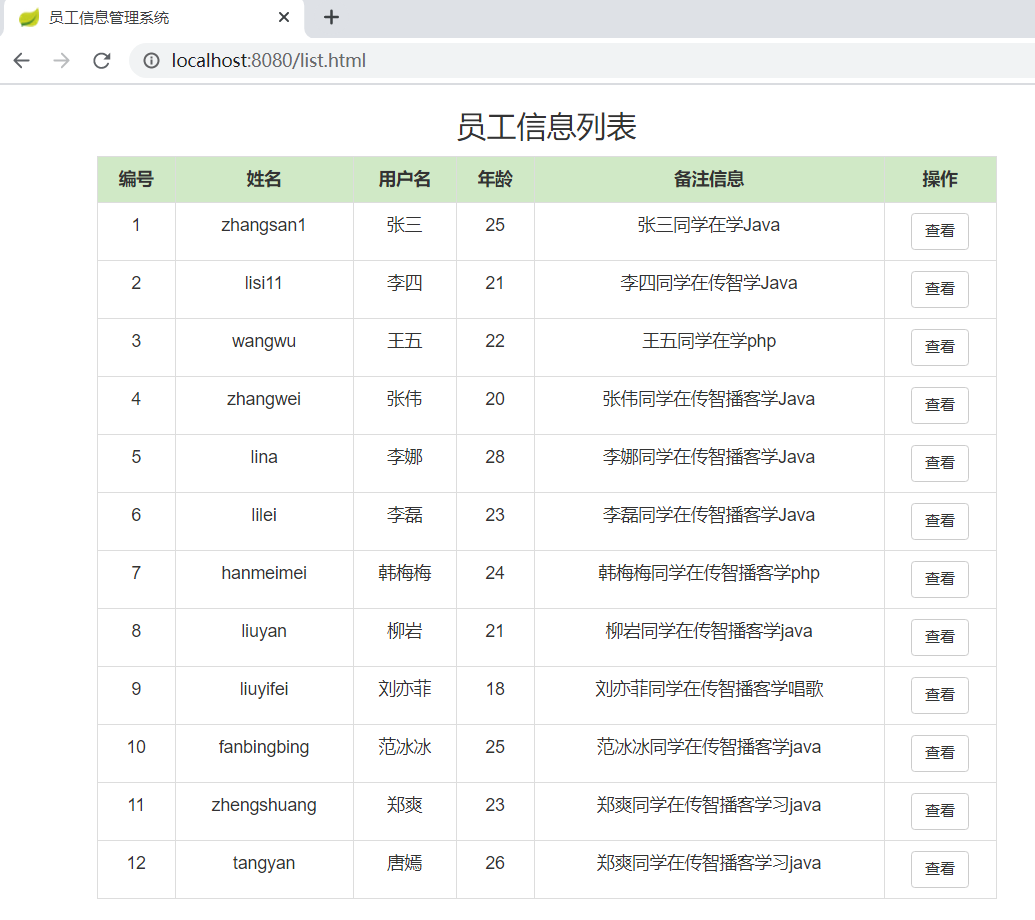 员工信息管理系统
localhost:8080/list.html
员工信息列表
编号 姓名 用户名 年龄 备注信息 操作
1 zhangsan1 张三 25 张三同学在学Java 查看
2 lisi11 李四 21 李四同学在传智学Java 查看
3 wangwu 王五 22 王五同学在学php 查看
4 zhangwei 张伟 20 张伟同学在传智播客学Java 查看
5 lina 李娜 28 李娜同学在传智播客学Java 查看
6 lilei 李磊 23 李磊同学在传智播客学Java 查看
7 hanmeimei 韩梅梅 24 韩梅梅同学在传智播客学php 查看
8 liuyan 柳岩 21 柳岩同学在传智播客学java 查看
9 liuyifei 刘亦菲 18 刘亦菲同学在传智播客学唱歌 查看
10 fanbingbing 范冰冰 25 范冰冰同学在传智播客学java 查看
11 zhengshuang 郑爽 23 郑爽同学在传智播客学习java 查看
12 tangyan 唐嫣 26 郑爽同学在传智播客学习java 查看